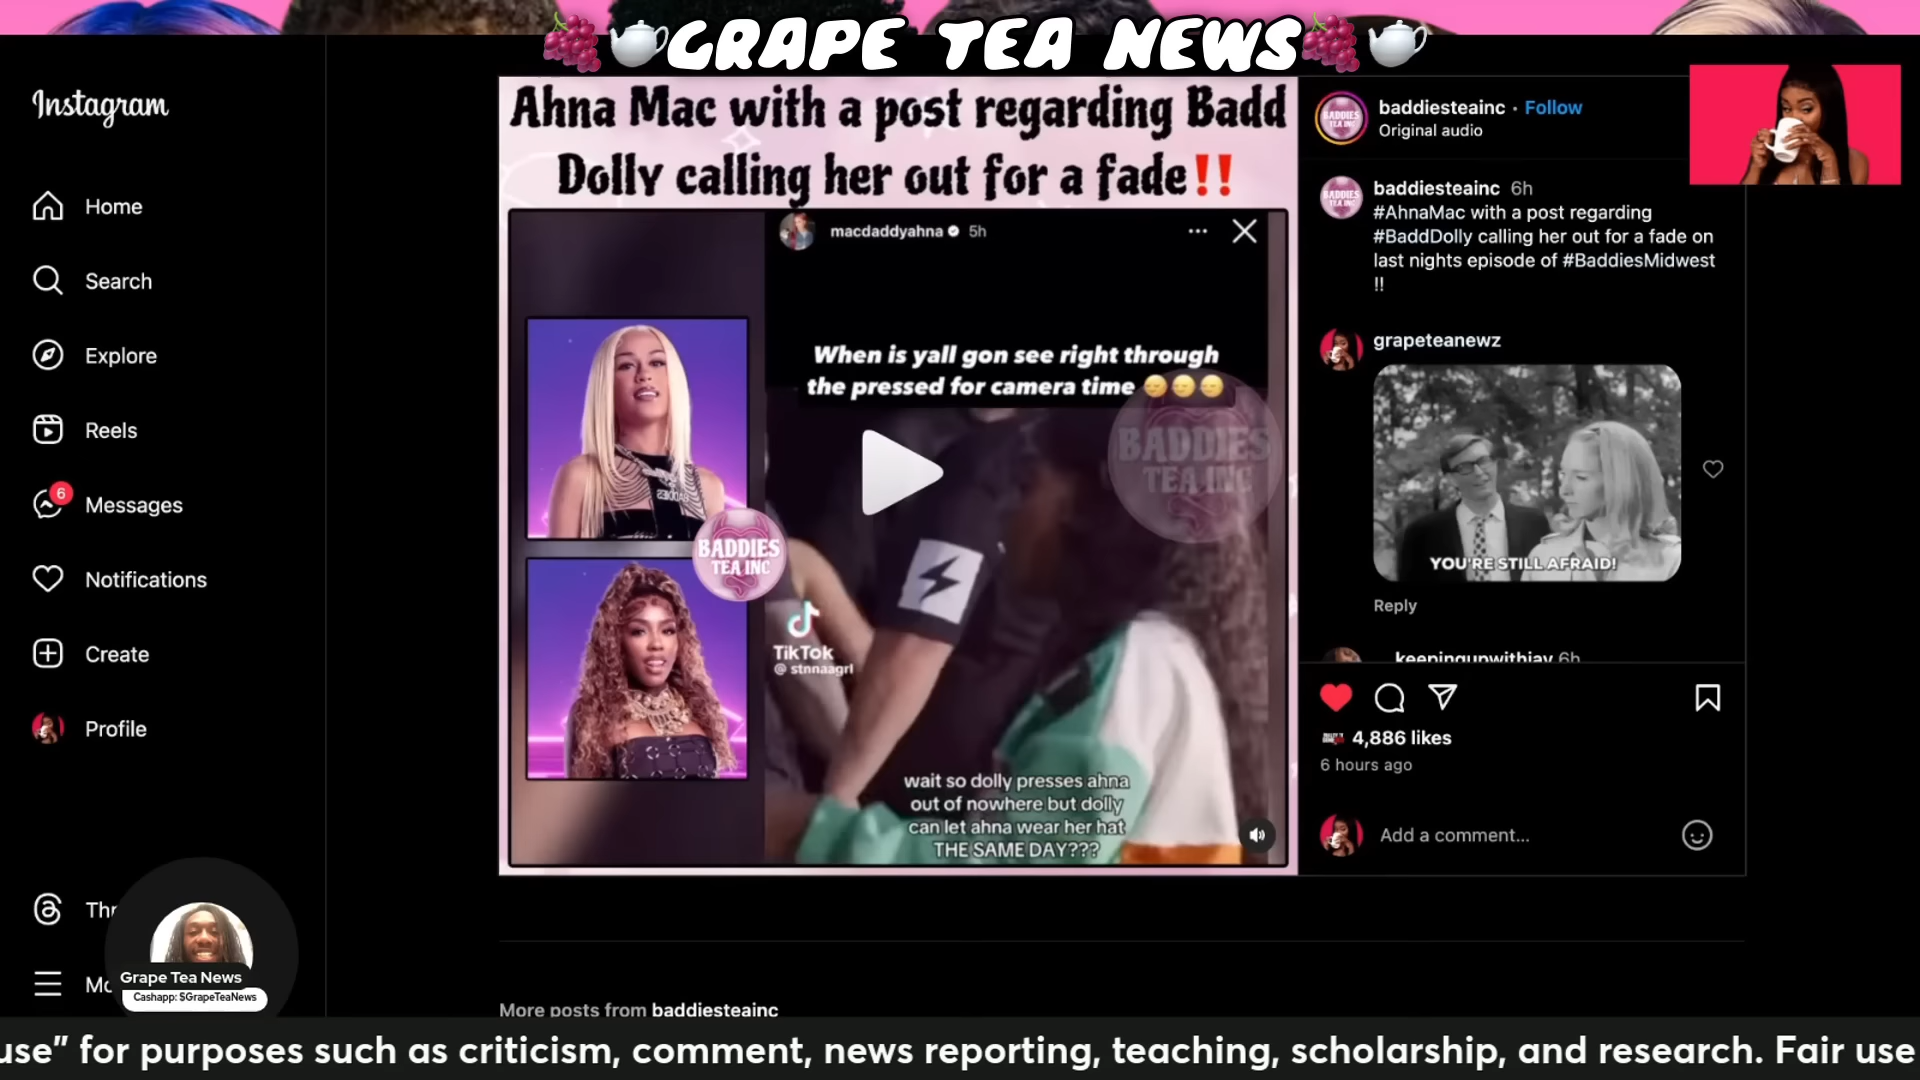 GRAPE TEA NEWS
Instagram
Home
Search
Explore
Reels
6
Messages
Notifications
Create
Profile
Grape Tea News
Cashapp: $GrapeTeaNews
Ahna Mac with a post regarding Badd
Dolly calling her out for a fade‼️
macdaddyahna 5h
When is yall gon see right through
the pressed for camera time 😑😑😑
BADDIES
TEA INC
BADDIES
TEA INC
TikTok
@ stnnaagrl
wait so dolly presses ahna
out of nowhere but dolly
can let ahna wear her hat
THE SAME DAY???
baddiesteainc • Follow
Original audio
baddiesteainc 6h
#AhnaMac with a post regarding
#BaddDolly calling her out for a fade on
last nights episode of #BaddiesMidwest
!!
grapeteanewz
YOU'RE STILL AFRAID!
Reply
keepingupwithjay 6h
4,886 likes
6 hours ago
Add a comment...
More posts from baddiesteainc
use” for purposes such as criticism, comment, news reporting, teaching, scholarship, and research. Fair use